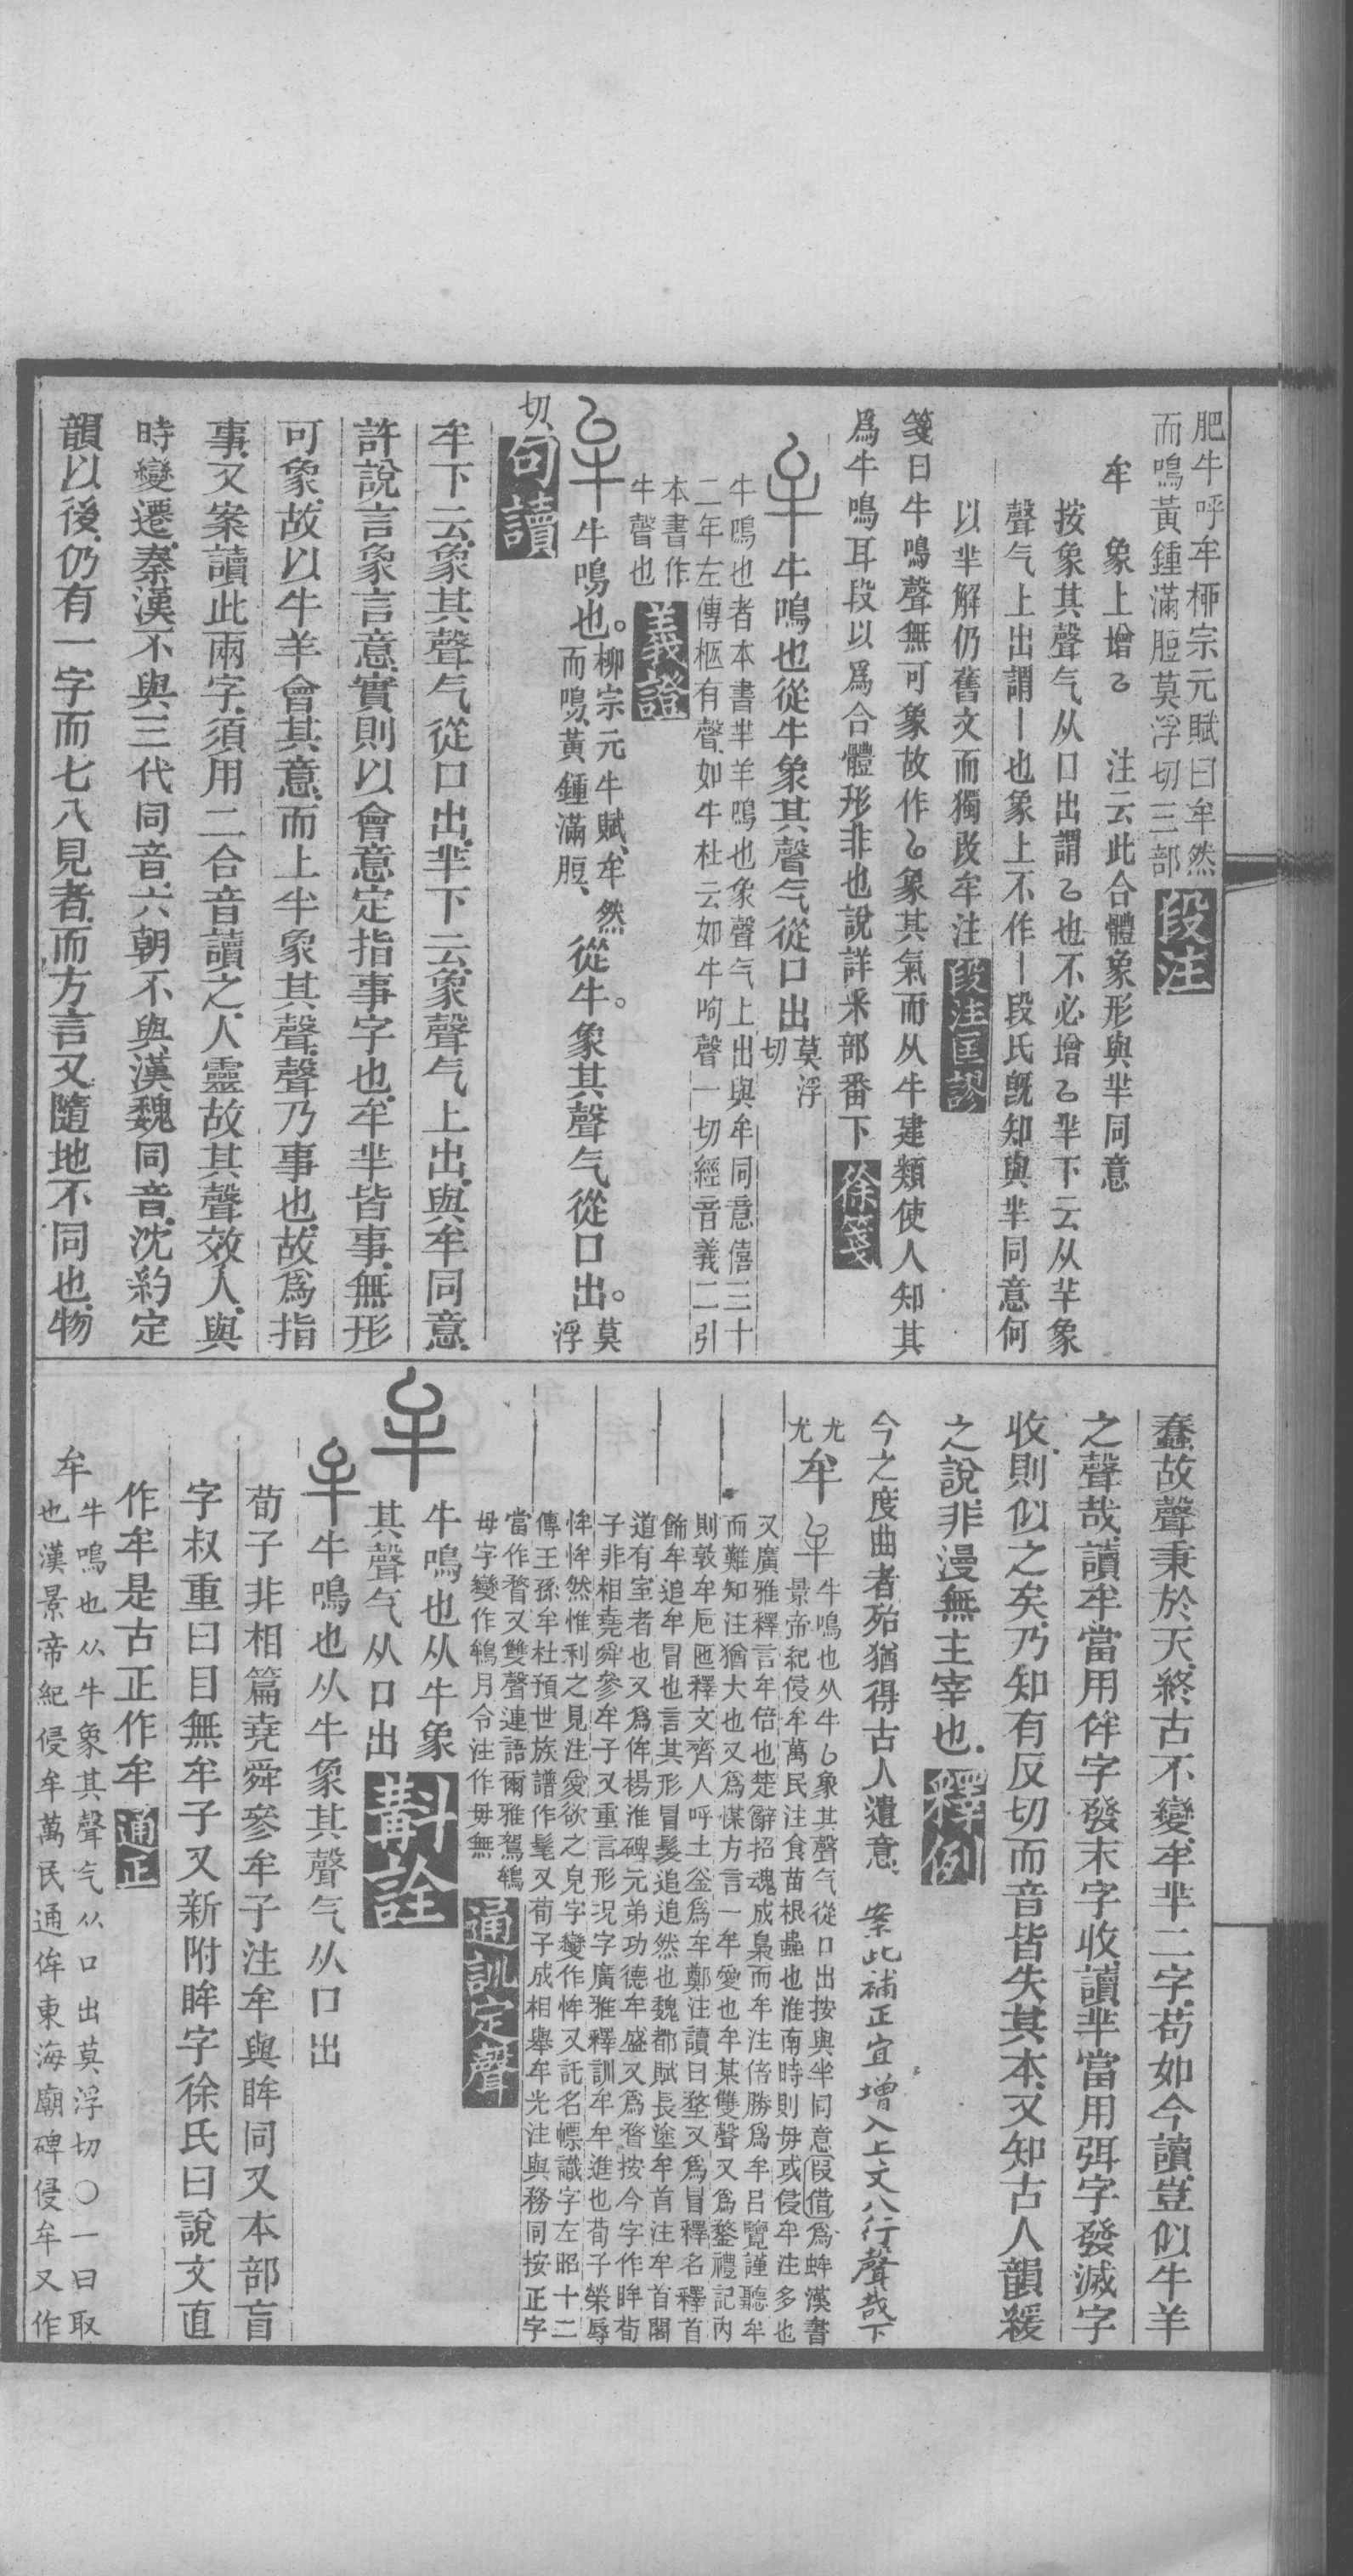 肥牛呼牟柳宗元賦曰牟然
而鳴黃鍾滿脰莫浮切三部
段注
牟　象上增𠃉　注云此合體象形與羋同意
按象其聲气从口出謂𠃉也不必增𠃉羋下云从羊象
聲气上出謂丨也象上不作丨段氏既知與羋同意何
以羋解仍舊文而獨改牟注
段注匡謬
箋曰牛鳴聲無可象故作𠃉象其氣而从牛建類使人知其
爲牛鳴耳段以爲合體形非也說詳釆部番下
徐箋
牛鳴也從牛象其聲气從口出
莫浮
切
牛鳴也者本書羋羊鳴也象聲气上出與牟同意僖三十
二年左傳柩有聲如牛杜云如牛呴聲一切經音義二引
本書作
牛聲也
義證
牛鳴也。
柳宗元牛賦、牟然
而鳴、黃鍾滿脰、
從牛。象其聲气從口出。
莫
浮
切
句讀
牟下云、象其聲气從口出、羋下云、象聲气上出、與牟同意、
許說言象言意、實則以會意定指事字也、牟羋皆事、無形
可象、故以牛羊會其意、而上半象其聲、聲乃事也、故爲指
事、又案讀此兩字、須用二合音讀之、人靈故其聲效人、與
時變遷、秦漢不與三代同音、六朝不與漢魏同音、沈約定
韻以後、仍有一字而七八見者、而方言又隨地不同也、物
蠢故聲秉於天、終古不變、牟羋二字、苟如今讀、豈似牛羊
之聲哉、讀牟當用侔字發末字收、讀羋當用弭字發滅字
收、則似之矣、乃知有反切而音皆失其本、又知古人韻緩
之說、非漫無主宰也、
釋例
今之度曲者殆猶得古人遺意　案此補正宜增入上文八行聲哉下
尤
尤
牟
牛鳴也从牛𠃉象其聲气從口出按與羋同意叚借爲蛑漢書
景帝紀侵牟萬民注食苗根蟲也淮南時則毋或侵牟注多也
又廣雅釋言牟倍也楚辭招魂成梟而牟注倍勝爲牟呂覽謹聽牟
而難知注猶大也又爲恈方言一牟愛也牟某雙聲又爲鍪禮記內
則敦牟卮匜釋文齊人呼土釜爲牟鄭注讀曰堥又爲冒釋名釋首
飾牟追牟冒也言其形冒髮追追然也魏都賦長塗牟首注牟首閣
道有室者也又爲侔楊淮碑元弟功德牟盛又爲瞀按今字作眸荀
子非相堯舜參牟子又重言形況字廣雅釋訓牟牟進也荀子榮辱
恈恈然惟利之見注愛欲之皃字變作恈又託名幖識字左昭十二
傳王孫牟杜預世族譜作髦又荀子成相舉牟光注與務同按正字
當作瞀又雙聲連語爾雅鴽鴾
毋字變作鴾月令注作毋無
通訓定聲
牛鳴也从牛象
其聲气从口出
斠詮
牛鳴也从牛象其聲气从口出
荀子非相篇堯舜參牟子注牟與眸同又本部盲
字叔重曰目無牟子又新附眸字徐氏曰說文直
作牟是古正作牟
通正
牟
牛鳴也从牛象其聲气从口出莫浮切○一曰取
也漢景帝紀侵牟萬民通侔東海廟碑侵牟又作